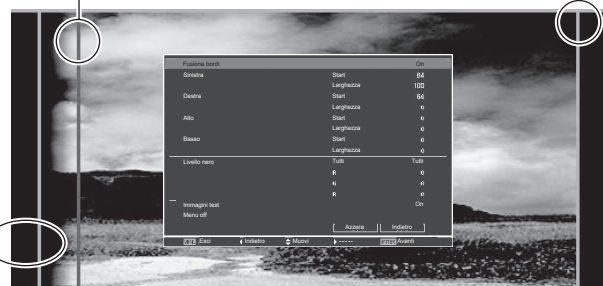 Fusione bordi On
Sinistra Start 64
Larghezza 100
Destra Start 64
Larghezza 0
Alto Start 0
Larghezza 0
Basso Start 0
Larghezza 0
Livello nero Tutti Tutti
R 0
G 0
R 0
Immagini test On
Menu off
Azzera Indietro
Esci Indietro Muovi ----- Avanti